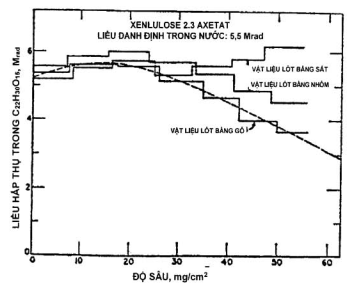 XENLULOSE 2.3 AXETAT
LIỀU DANH ĐỊNH TRONG NƯỚC: 5,5 Mrad
VẬT LIỆU LÓT BẰNG SẮT
VẬT LIỆU LÓT BẰNG NHÔM
VẬT LIỆU LÓT BẰNG GỖ
LIỀU HẤP THỤ TRONG C22H30O15, Mrad
6
4
2
0
0
10
20
30
40
50
60
ĐỘ SÂU, mg/cm²